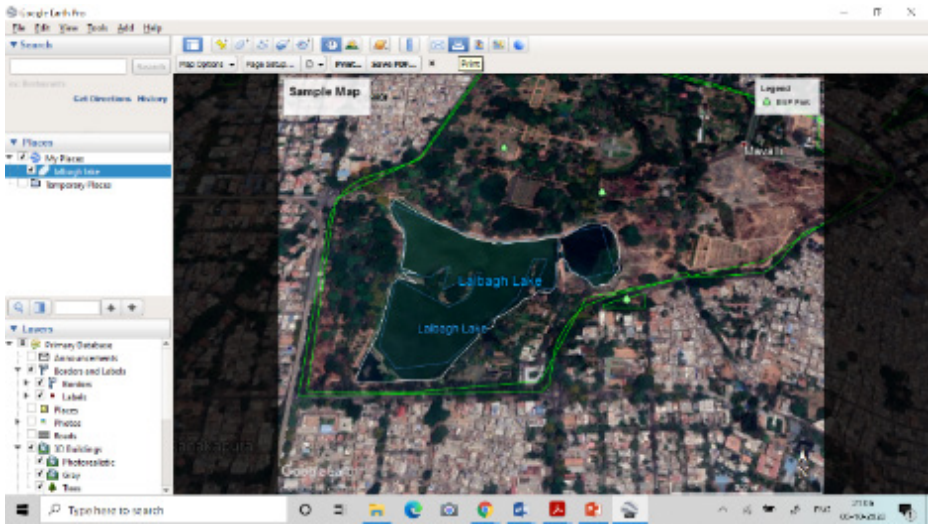 Google Earth Pro
File Edit View Tools Add Help
Search
Search
Get Directions History
Map Options Page Setup... Print... Save PDF... Print
Sample Map
Legend
Places
My Places
lalbagh lake
Temporary Places
Lalbagh Lake
Lalbagh Lake
Layers
Primary Database
Announcements
Borders and Labels
Borders
Labels
Places
Photos
Roads
3D Buildings
Photorealistic
Gray
Trees
Google Earth
Type here to search
ENG